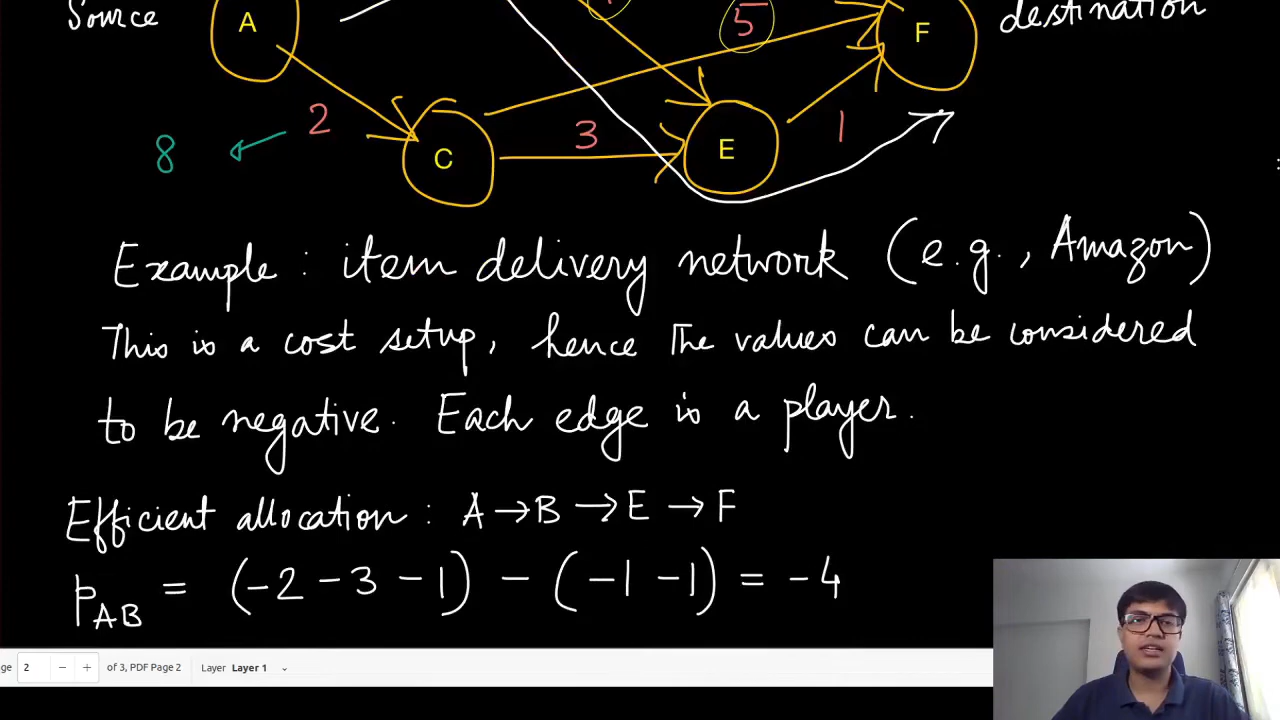 Source
A
5
F
destination
2
8
C
3
E
1
Example : item delivery network (e.g., Amazon)
This is a cost setup, hence the values can be considered
to be negative. Each edge is a player.
Efficient allocation : A → B → E → F
pAB = (-2 -3 -1) - (-1 -1) = -4
ge 2 − + of 3, PDF Page 2 Layer Layer 1